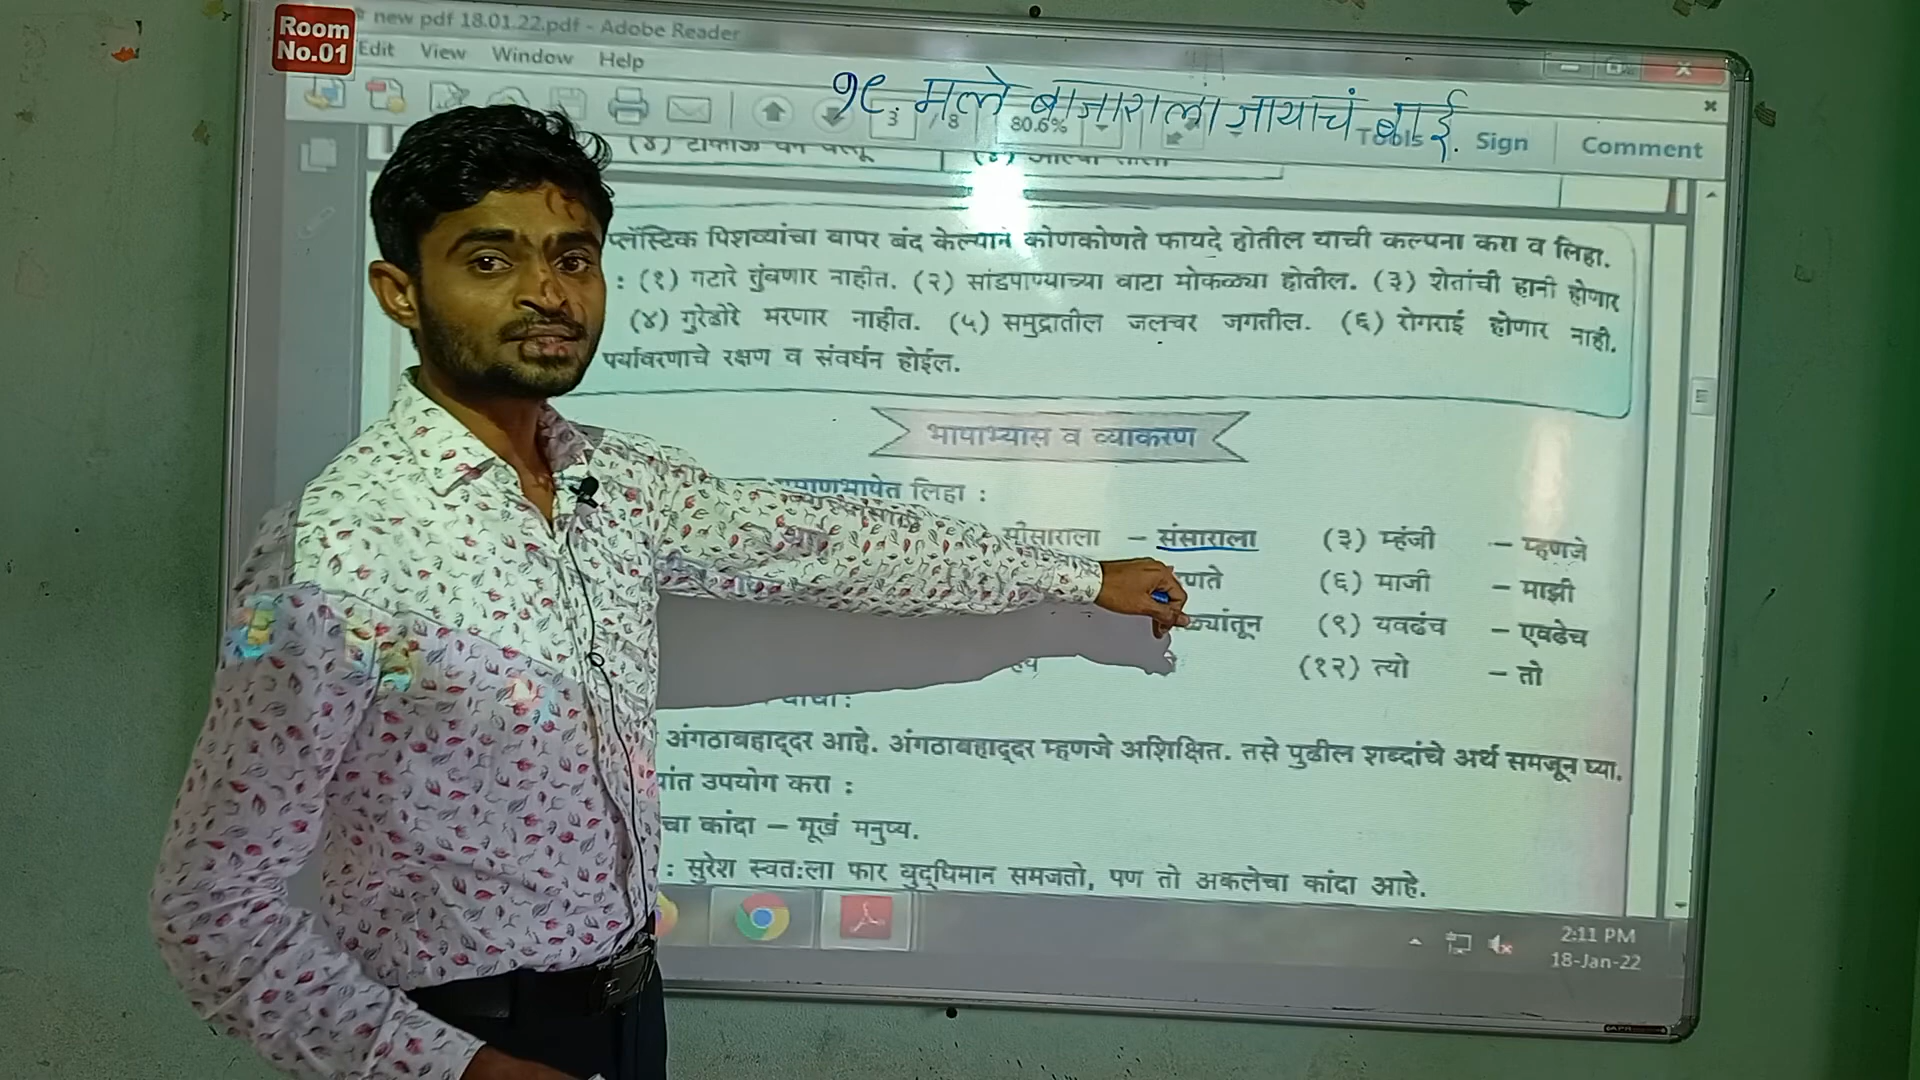 Room
No.01
new pdf 18.01.22.pdf - Adobe Reader
Edit View Window Help
१९ मले बाजाराला जायाचं बाई.
3 / 8 80.6% Tools Sign Comment
(४) टाकाऊ
प्लॅस्टिक पिशव्यांचा वापर बंद केल्याने कोणकोणते फायदे होतील याची कल्पना करा व लिहा.
: (१) गटारे तुंबणार नाहीत. (२) सांडपाण्याच्या वाटा मोकळ्या होतील. (३) शेतांची हानी होणार
(४) गुरेढोरे मरणार नाहीत. (५) समुद्रातील जलचर जगतील. (६) रोगराई होणार नाही.
पर्यावरणाचे रक्षण व संवर्धन होईल.
भाषाभ्यास व व्याकरण
लिहा :
– संसाराला (३) म्हंजी – म्हणजे
(६) माजी – माझी
(९) यवढंच – एवढेच
(१२) त्यो – तो
अंगठाबहाद्दर आहे. अंगठाबहाद्दर म्हणजे अशिक्षित. तसे पुढील शब्दांचे अर्थ समजून घ्या.
उपयोग करा :
कांदा – मूर्ख मनुष्य.
: सुरेश स्वत:ला फार बुद्धिमान समजतो, पण तो अकलेचा कांदा आहे.
2:11 PM
18-Jan-22